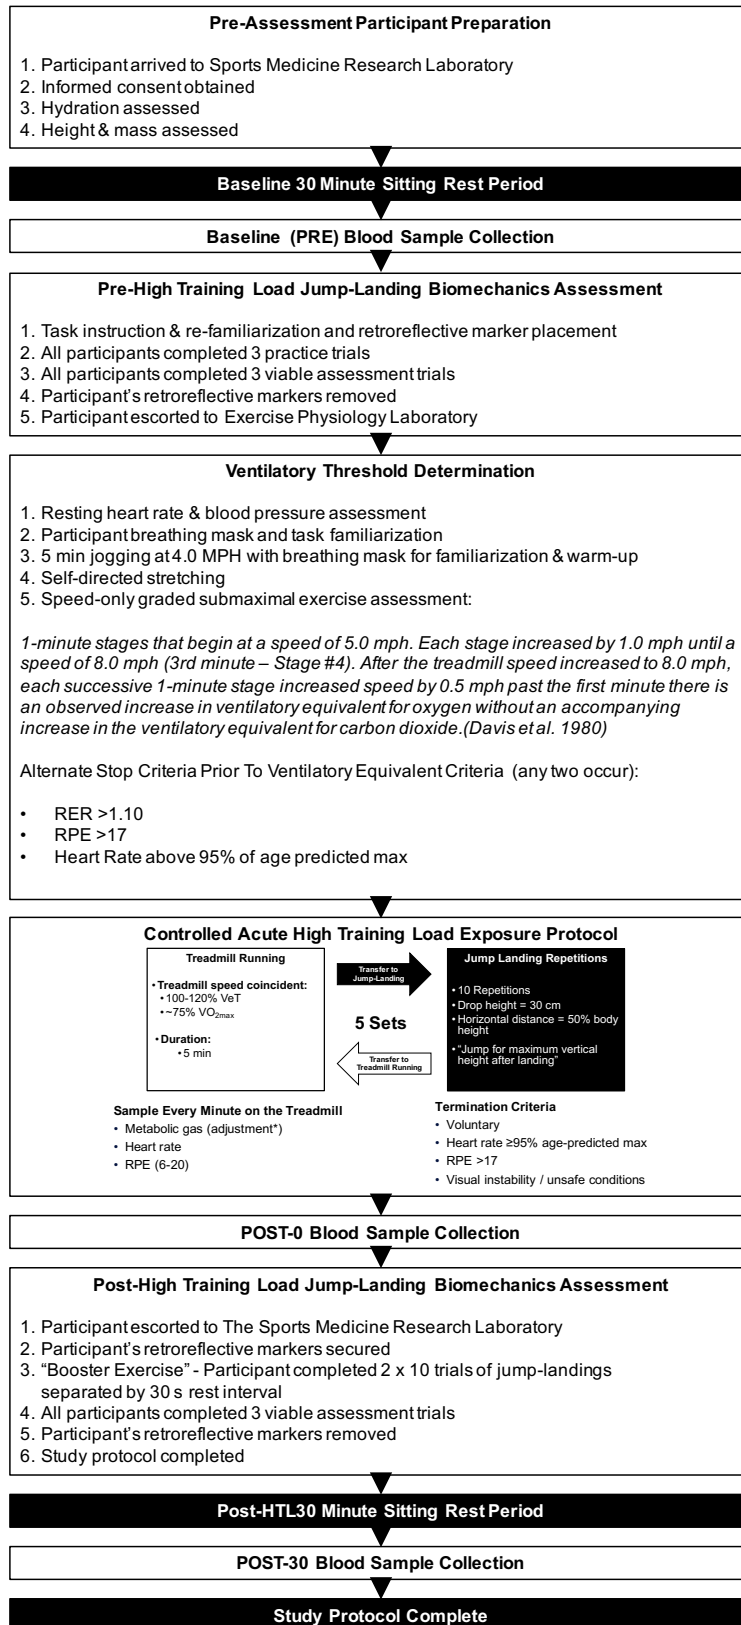 Pre-Assessment Participant Preparation
1. Participant arrived to Sports Medicine Research Laboratory
2. Informed consent obtained
3. Hydration assessed
4. Height & mass assessed
Baseline 30 Minute Sitting Rest Period
Baseline (PRE) Blood Sample Collection
Pre-High Training Load Jump-Landing Biomechanics Assessment
1. Task instruction & re-familiarization and retroreflective marker placement
2. All participants completed 3 practice trials
3. All participants completed 3 viable assessment trials
4. Participant's retroreflective markers removed
5. Participant escorted to Exercise Physiology Laboratory
Ventilatory Threshold Determination
1. Resting heart rate & blood pressure assessment
2. Participant breathing mask and task familiarization
3. 5 min jogging at 4.0 MPH with breathing mask for familiarization & warm-up
4. Self-directed stretching
5. Speed-only graded submaximal exercise assessment:
1-minute stages that begin at a speed of 5.0 mph. Each stage increased by 1.0 mph until a
speed of 8.0 mph (3rd minute – Stage #4). After the treadmill speed increased to 8.0 mph,
each successive 1-minute stage increased speed by 0.5 mph past the first minute there is
an observed increase in ventilatory equivalent for oxygen without an accompanying
increase in the ventilatory equivalent for carbon dioxide.(Davis et al. 1980)
Alternate Stop Criteria Prior To Ventilatory Equivalent Criteria (any two occur):
• RER >1.10
• RPE >17
• Heart Rate above 95% of age predicted max
Controlled Acute High Training Load Exposure Protocol
Treadmill Running
• Treadmill speed coincident:
• 100-120% VeT
• ~75% VO2max
• Duration:
• 5 min
Transfer to
Jump-Landing
5 Sets
Transfer to
Treadmill Running
Jump Landing Repetitions
• 10 Repetitions
• Drop height = 30 cm
• Horizontal distance = 50% body
height
• "Jump for maximum vertical
height after landing"
Sample Every Minute on the Treadmill
• Metabolic gas (adjustment*)
• Heart rate
• RPE (6-20)
Termination Criteria
• Voluntary
• Heart rate ≥95% age-predicted max
• RPE >17
• Visual instability / unsafe conditions
POST-0 Blood Sample Collection
Post-High Training Load Jump-Landing Biomechanics Assessment
1. Participant escorted to The Sports Medicine Research Laboratory
2. Participant's retroreflective markers secured
3. "Booster Exercise" - Participant completed 2 x 10 trials of jump-landings
separated by 30 s rest interval
4. All participants completed 3 viable assessment trials
5. Participant's retroreflective markers removed
6. Study protocol completed
Post-HTL30 Minute Sitting Rest Period
POST-30 Blood Sample Collection
Study Protocol Complete